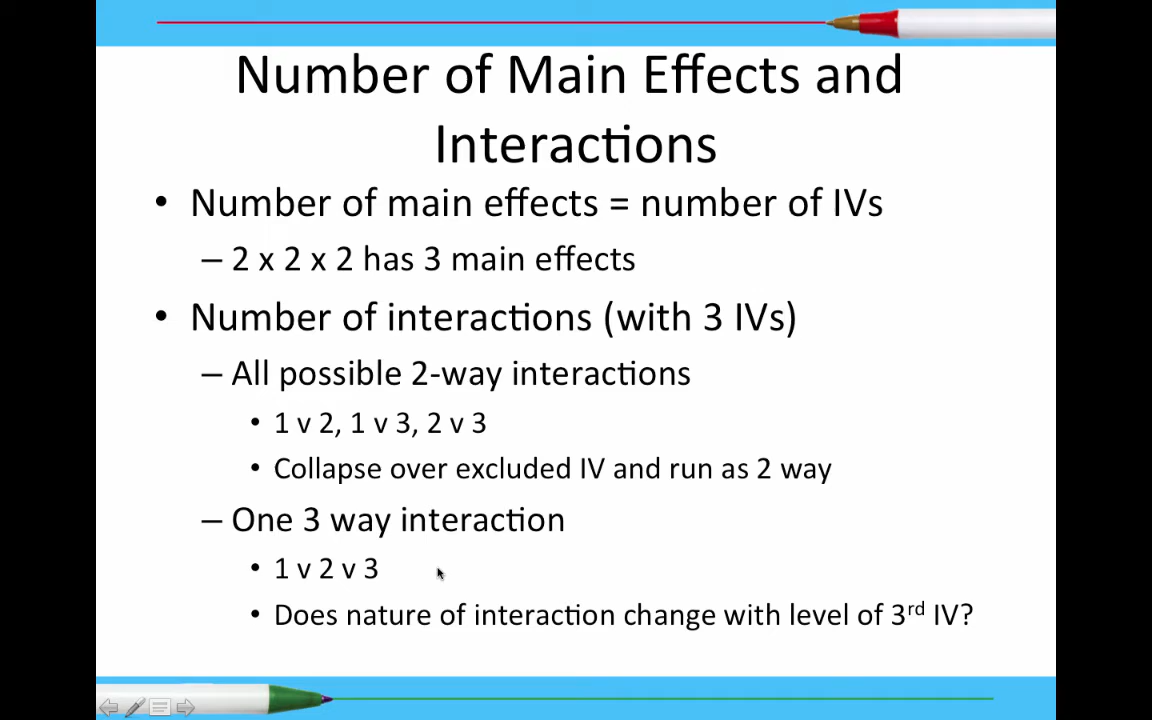 Number of Main Effects and
Interactions
• Number of main effects = number of IVs
– 2 x 2 x 2 has 3 main effects
• Number of interactions (with 3 IVs)
– All possible 2-way interactions
• 1 v 2, 1 v 3, 2 v 3
• Collapse over excluded IV and run as 2 way
– One 3 way interaction
• 1 v 2 v 3
• Does nature of interaction change with level of 3rd IV?